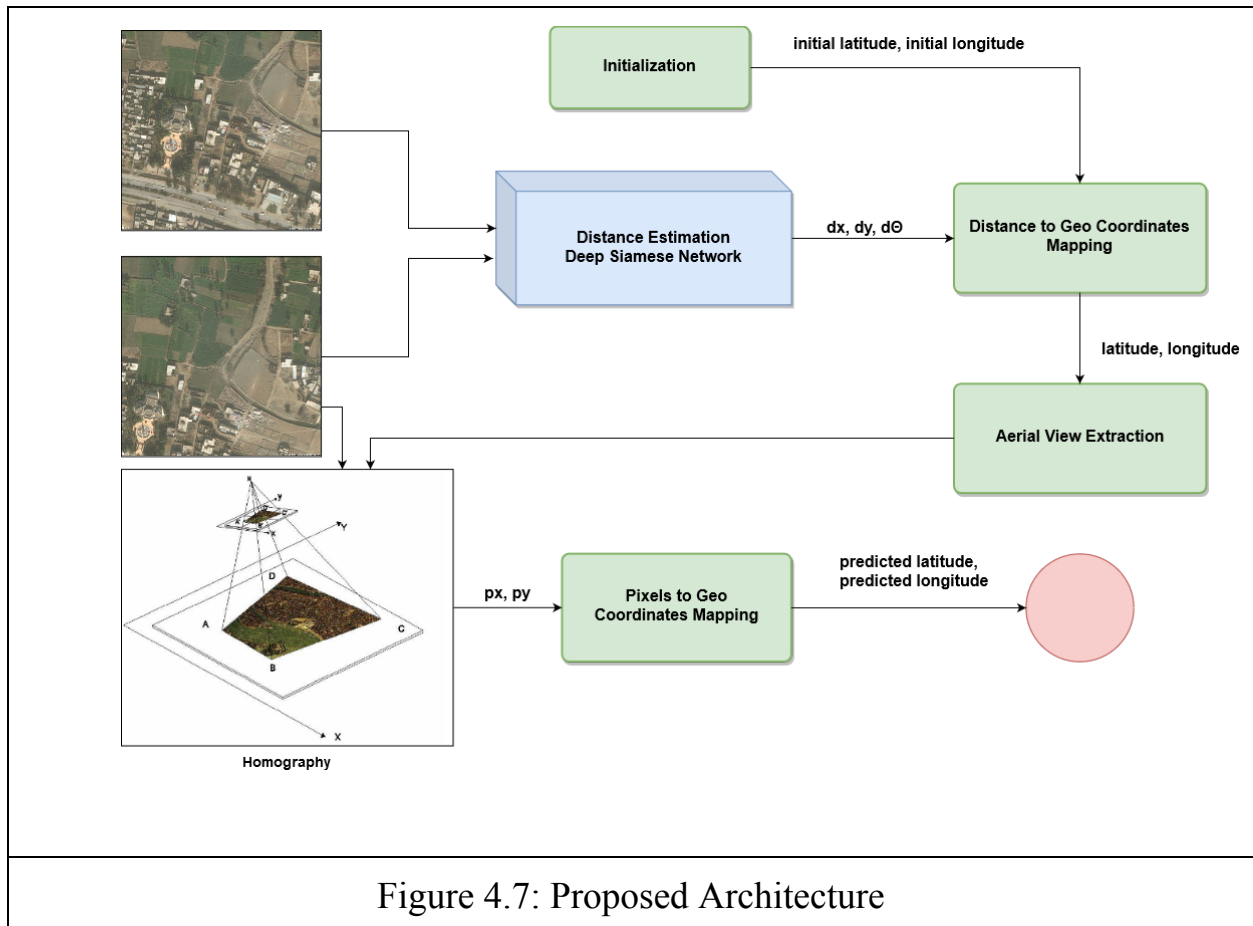 initial latitude, initial longitude
Initialization
Distance Estimation
Deep Siamese Network
dx, dy, dΘ
Distance to Geo Coordinates
Mapping
latitude, longitude
Aerial View Extraction
y
Y
D
A
C
B
X
Homography
px, py
Pixels to Geo
Coordinates Mapping
predicted latitude,
predicted longitude
Figure 4.7: Proposed Architecture